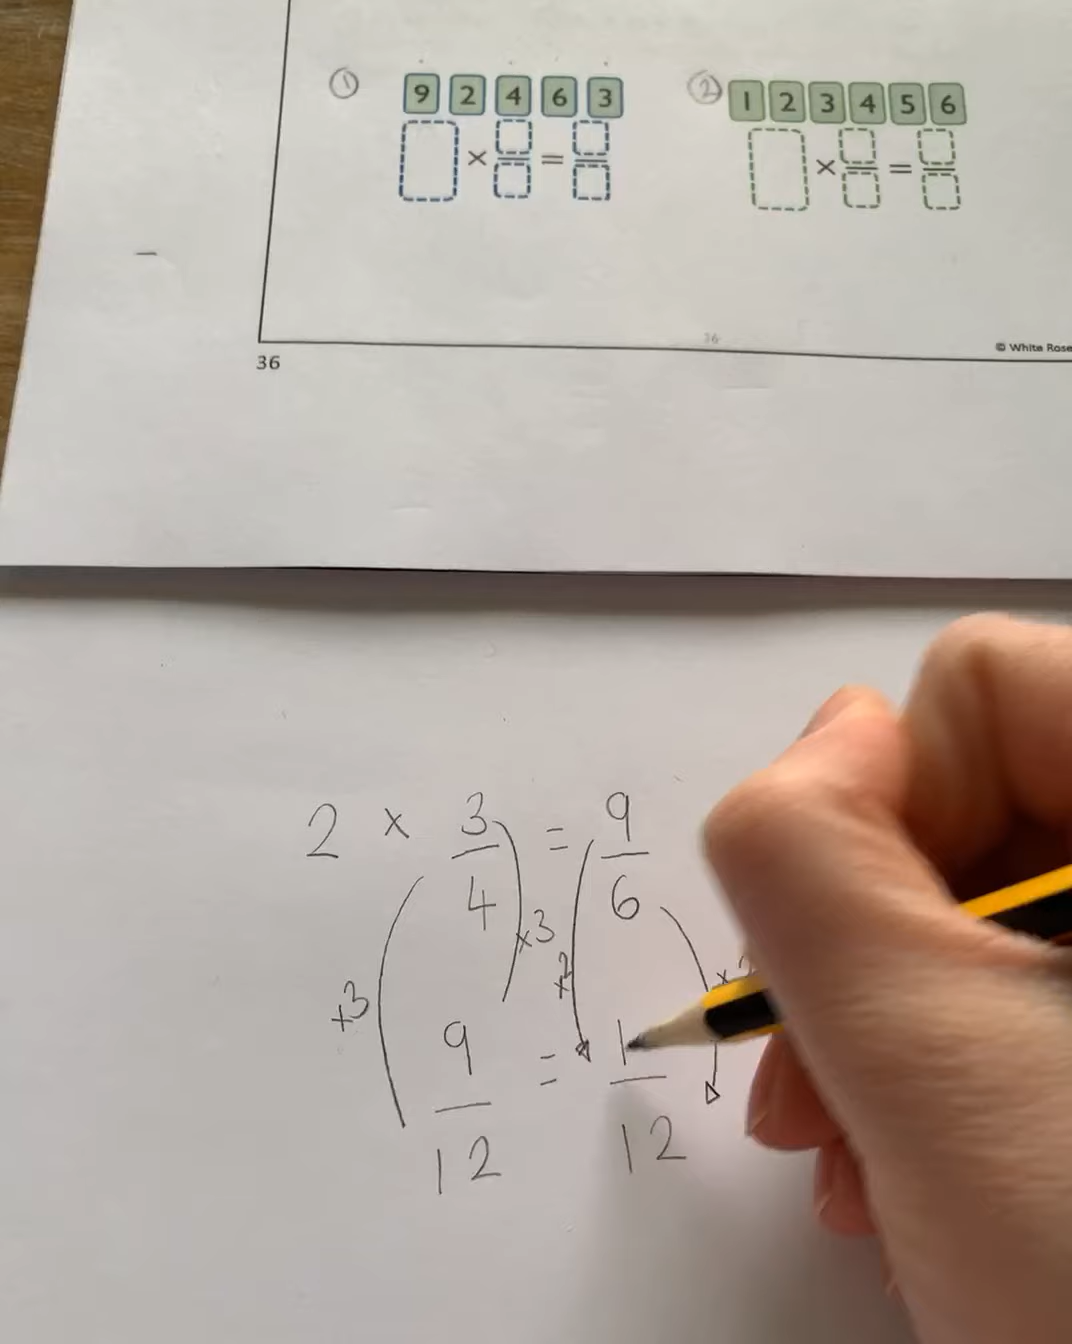 ① 9 2 4 6 3
× =
② 1 2 3 4 5 6
× =
36
36
© White Rose
2 × 3/4 = 9/6
×3
×3
×2
×
9/12 = 1/12